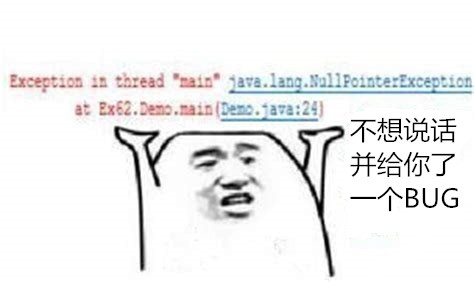 Exception in thread "main" java.lang.NullPointerException
at Ex62.Demo.main(Demo.java:24)
不想说话
并给你了
一个BUG